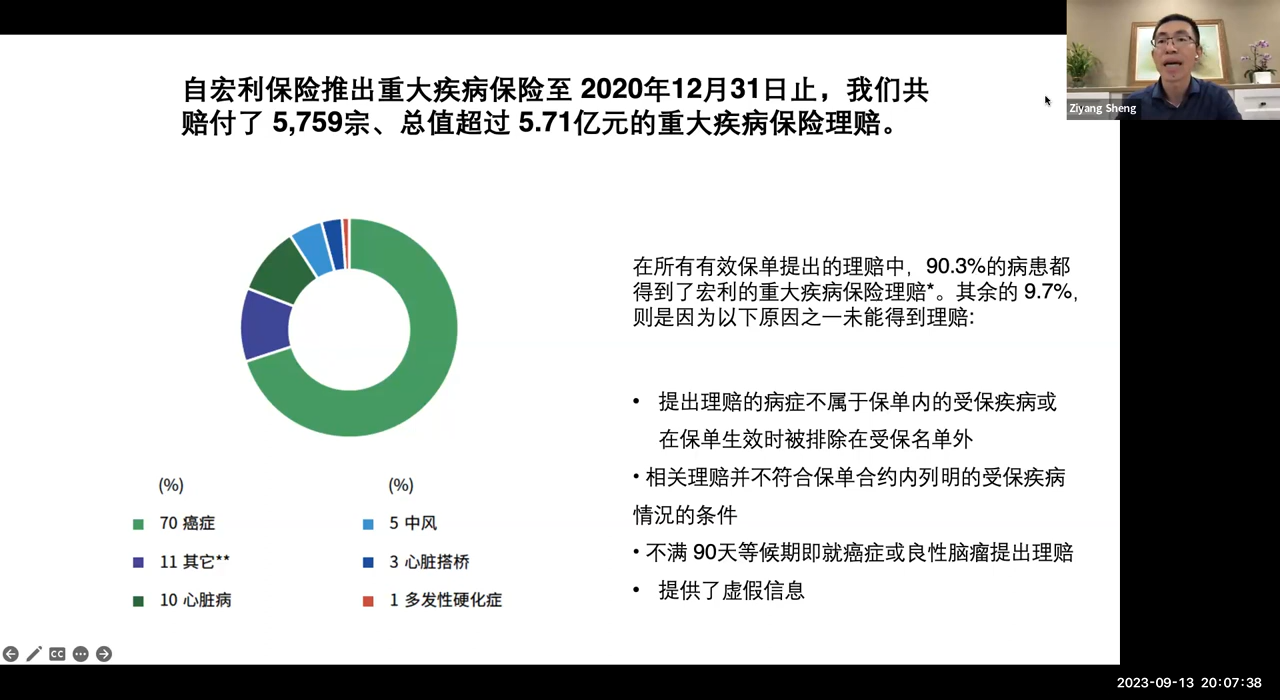 自宏利保险推出重大疾病保险至 2020年12月31日止，我们共
赔付了 5,759宗、总值超过 5.71亿元的重大疾病保险理赔。
Ziyang Sheng
在所有有效保单提出的理赔中，90.3%的病患都
得到了宏利的重大疾病保险理赔*。其余的 9.7%，
则是因为以下原因之一未能得到理赔:
• 提出理赔的病症不属于保单内的受保疾病或
在保单生效时被排除在受保名单外
• 相关理赔并不符合保单合约内列明的受保疾病
情况的条件
• 不满 90天等候期即就癌症或良性脑瘤提出理赔
• 提供了虚假信息
(%)
70 癌症
11 其它**
10 心脏病
(%)
5 中风
3 心脏搭桥
1 多发性硬化症
CC
2023-09-13 20:07:38